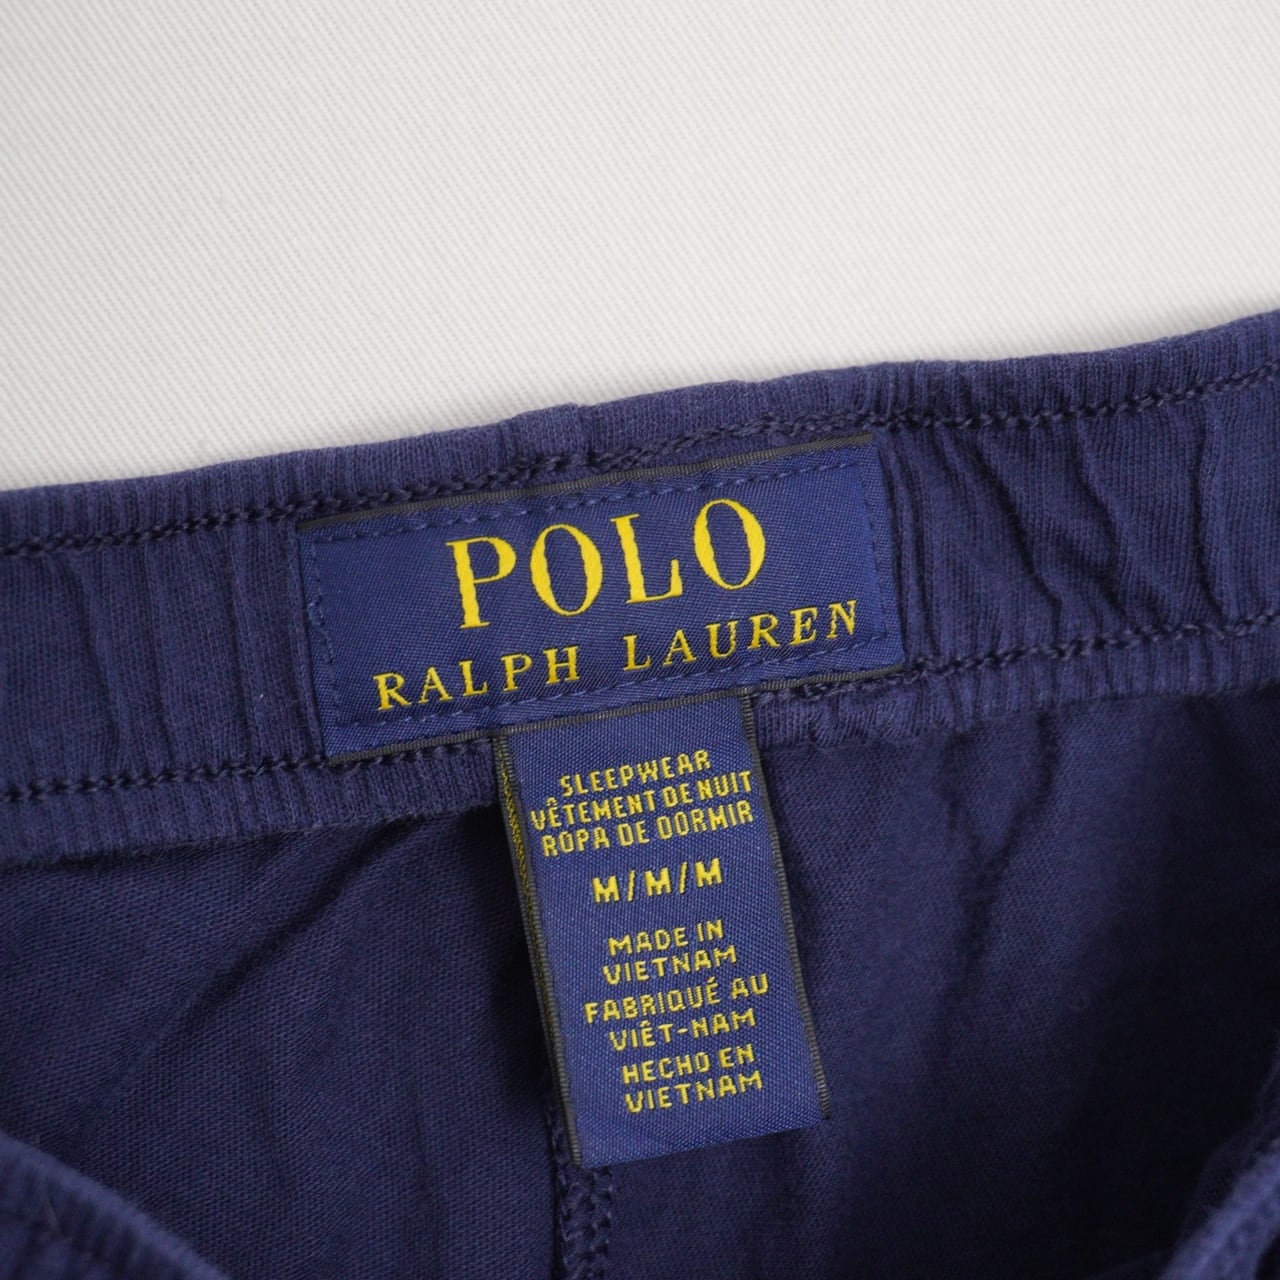 POLO
RALPH LAUREN
SLEEPWEAR
VÊTEMENT DE NUIT
ROPA DE DORMIR
M/M/M
MADE IN
VIETNAM
FABRIQUÉ AU
VIÊT-NAM
HECHO EN
VIETNAM